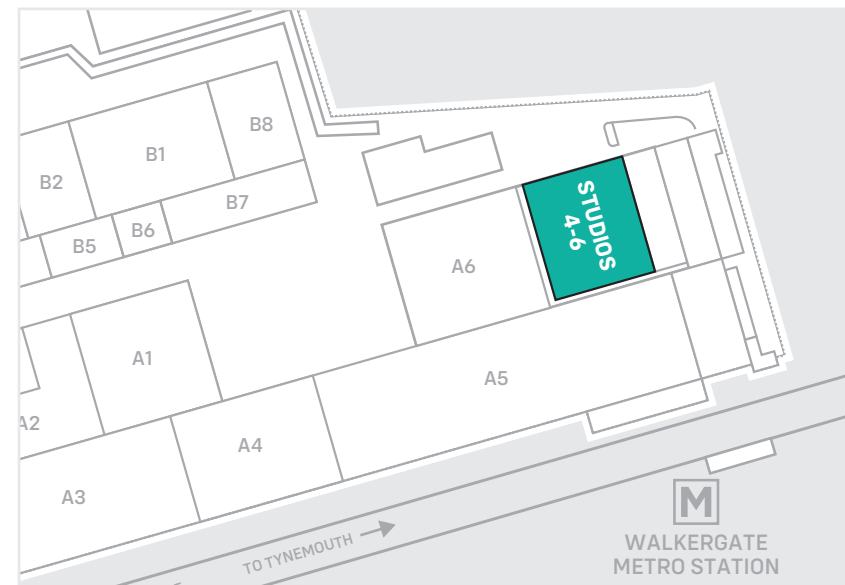 B8
B1
B2
B7
B6
B5
STUDIOS
4-6
A6
A1
A5
A2
A4
A3
TO TYNEMOUTH
M
WALKERGATE
METRO STATION